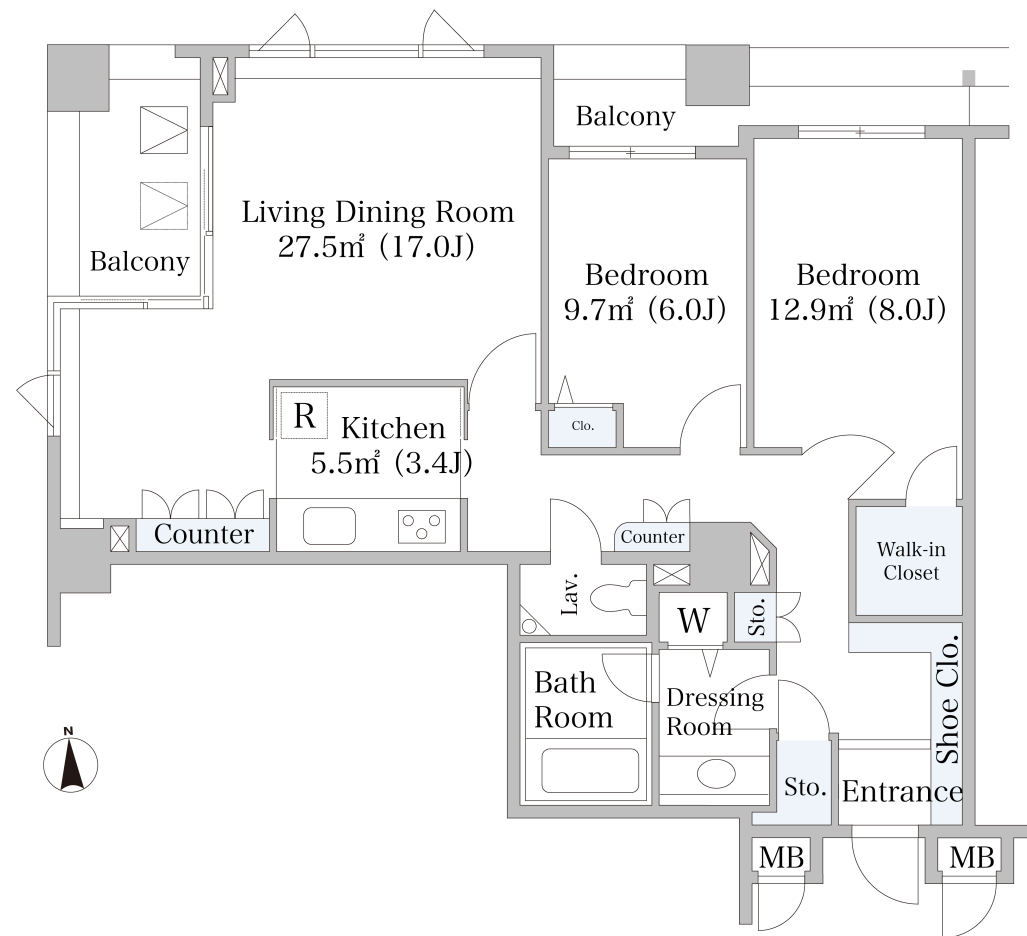 Balcony
Living Dining Room
27.5㎡ (17.0J)
Balcony
Bedroom
9.7㎡ (6.0J)
Bedroom
12.9㎡ (8.0J)
R
Kitchen
5.5㎡ (3.4J)
Clo.
Counter
Counter
Walk-in
Closet
Lav.
W
Sto.
Bath
Room
Dressing
Room
Shoe Clo.
Sto.
Entrance
N
MB
MB